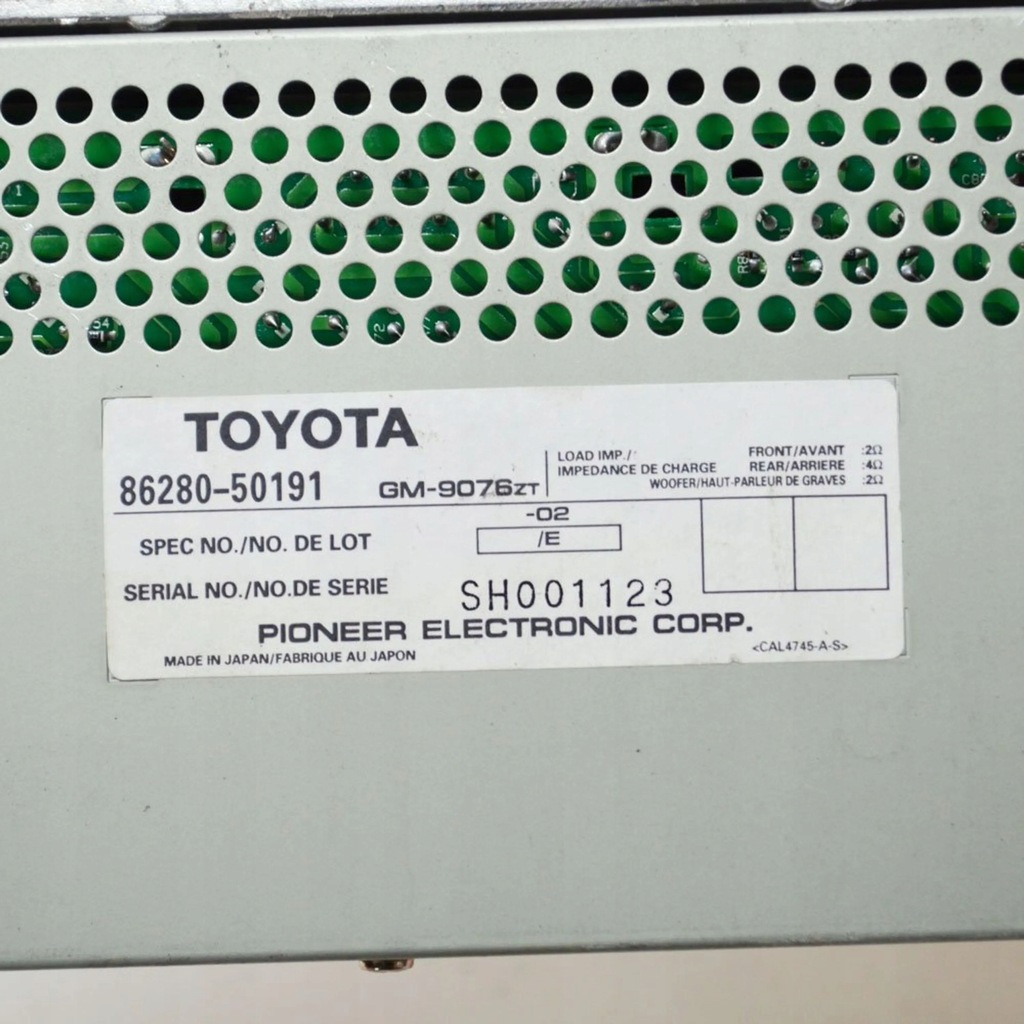 TOYOTA
86280-50191 GM-9076ZT
LOAD IMP./ FRONT/AVANT :2Ω
IMPEDANCE DE CHARGE REAR/ARRIERE :4Ω
WOOFER/HAUT-PARLEUR DE GRAVES :2Ω
-02
SPEC NO./NO. DE LOT /E
SERIAL NO./NO.DE SERIE SH001123
PIONEER ELECTRONIC CORP.
MADE IN JAPAN/FABRIQUE AU JAPON <CAL4745-A-S>